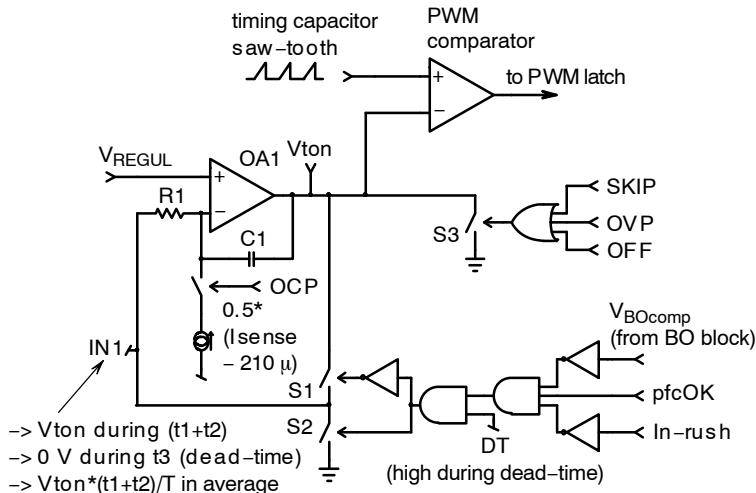 timing capacitor
saw−tooth
PWM
comparator
+
−
to PWM latch
VREGUL
OA1
Vton
R1
+
−
C1
S3
SKIP
OVP
OFF
OCP
0.5*
(Isense
− 210 µ)
IN1
S1
S2
VBOcomp
(from BO block)
pfcOK
In−rush
DT
(high during dead−time)
−> Vton during (t1+t2)
−> 0 V during t3 (dead−time)
−> Vton*(t1+t2)/T in average